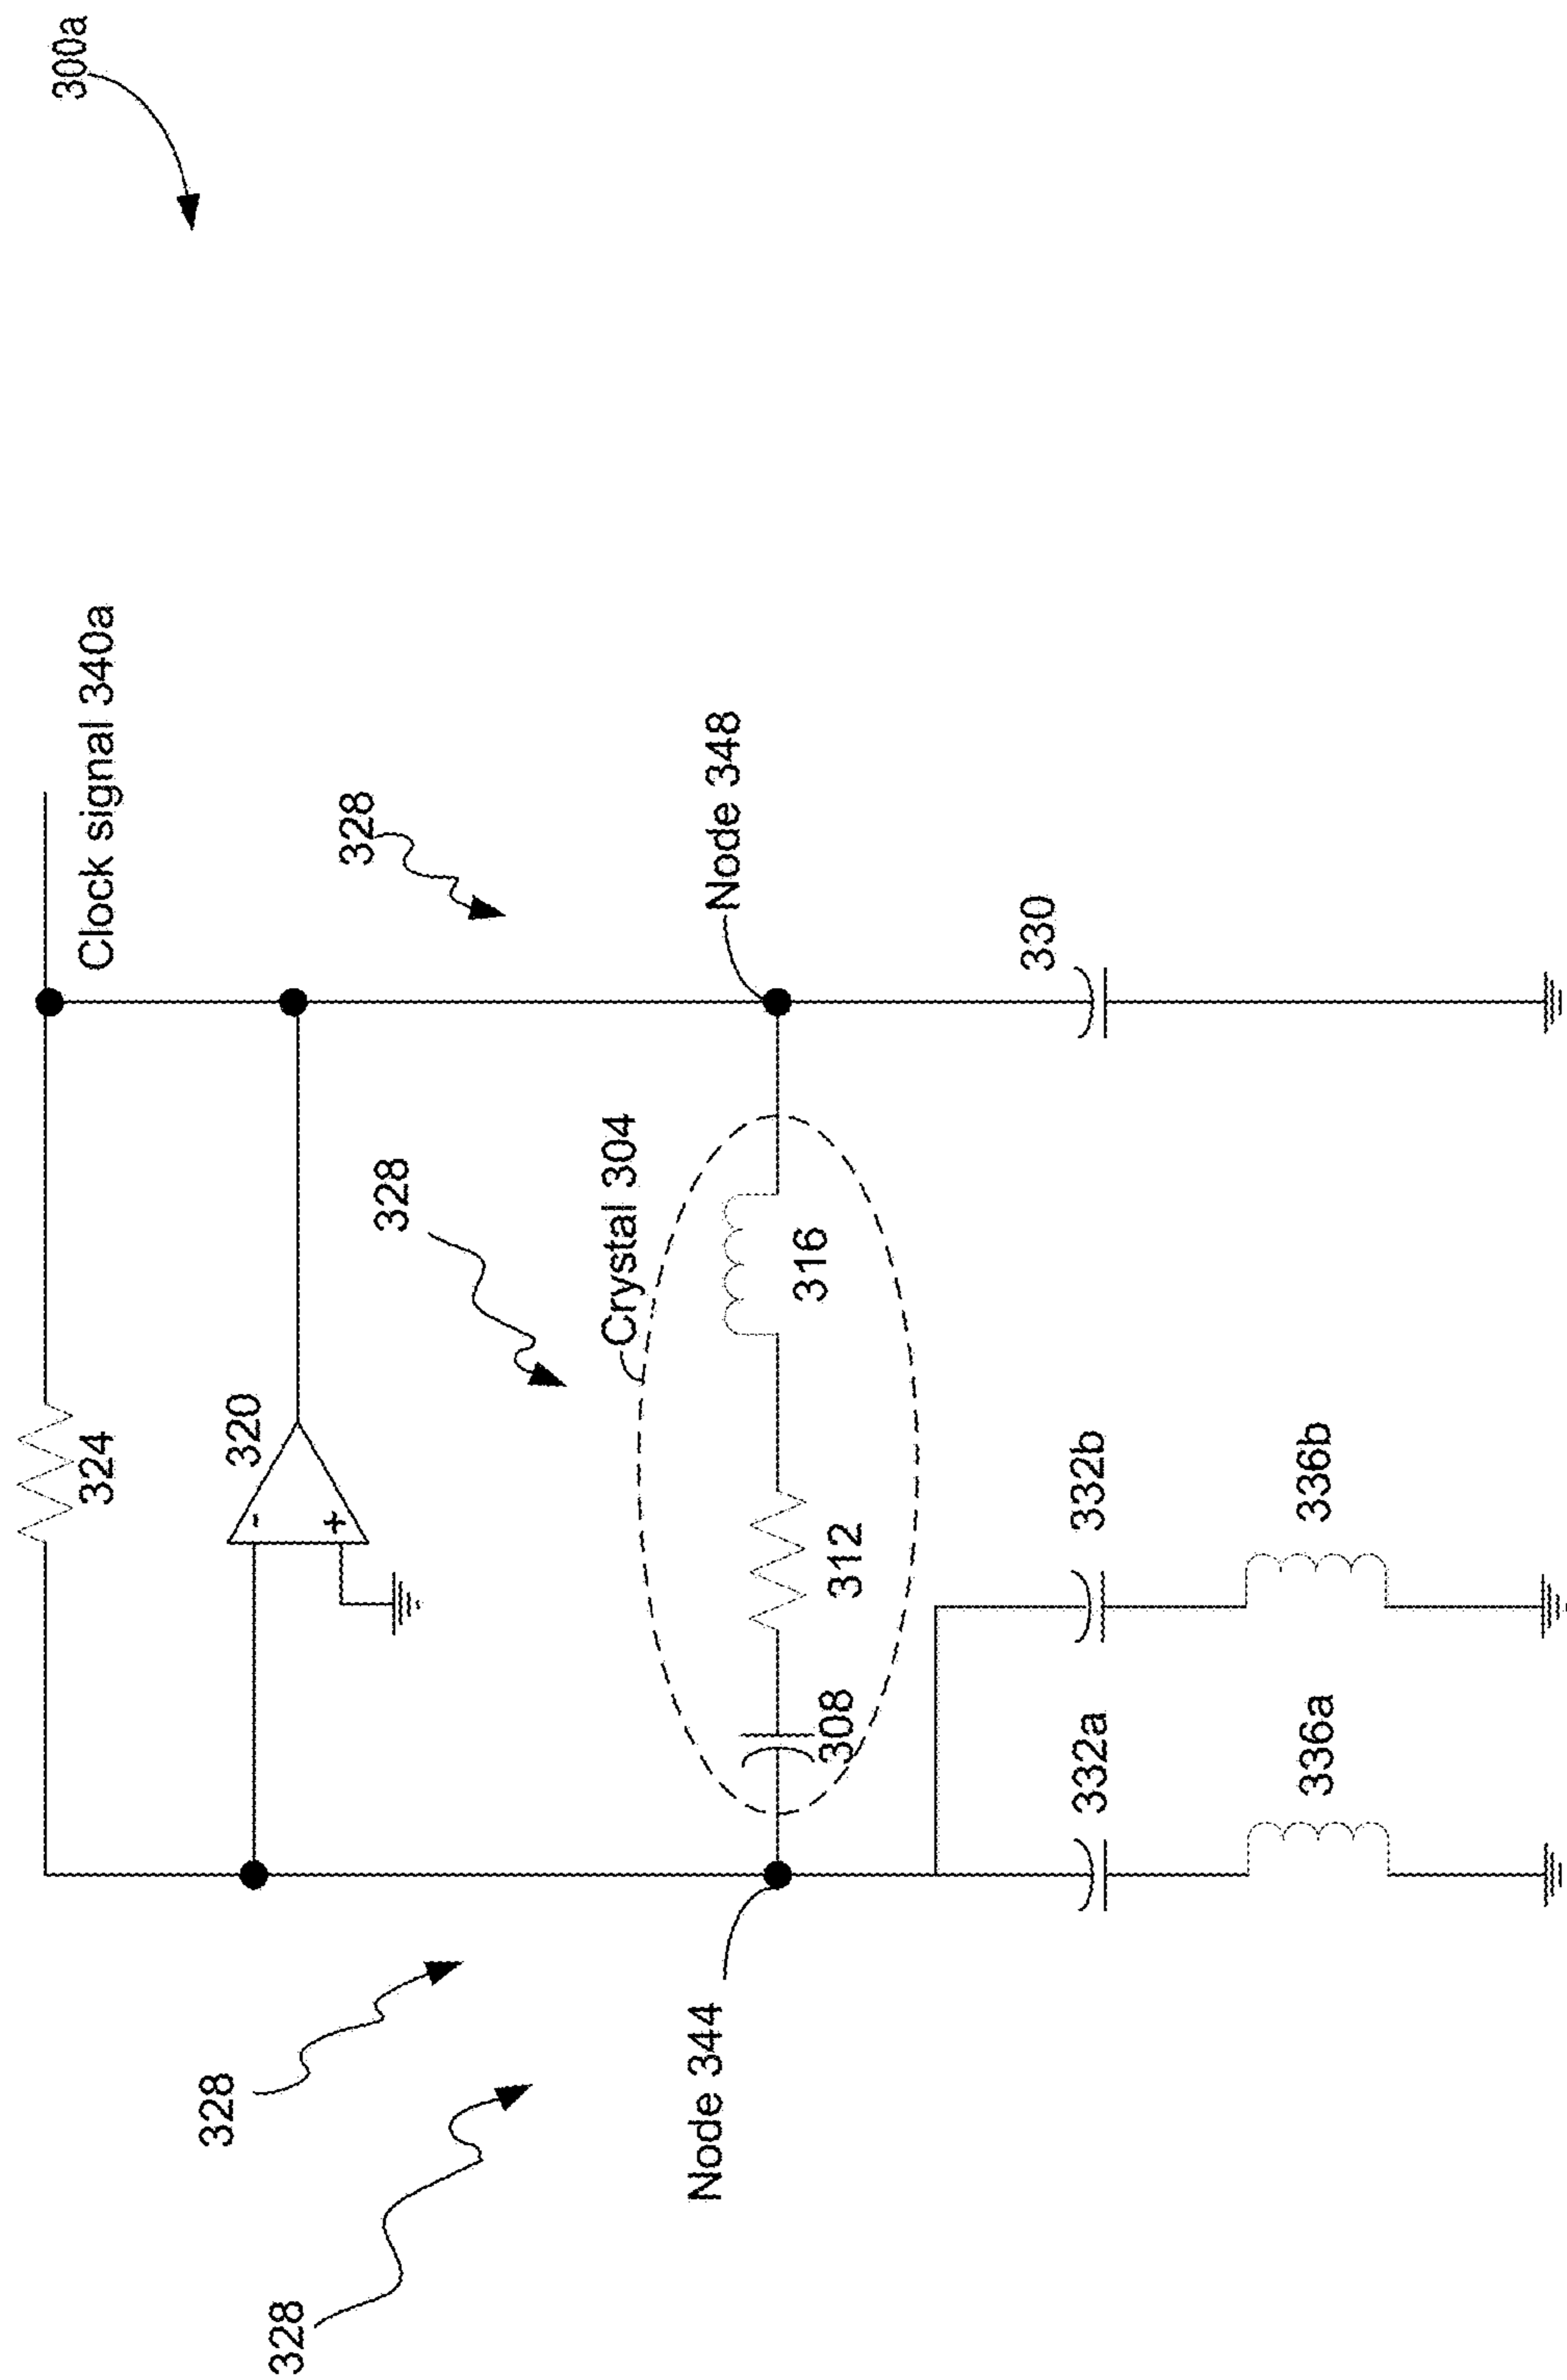 300a
Clock signal 340a
324
320
328
328
328
328
Crystal 304
Node 348
Node 344
316
312
308
330
332a
332b
336a
336b
-
+